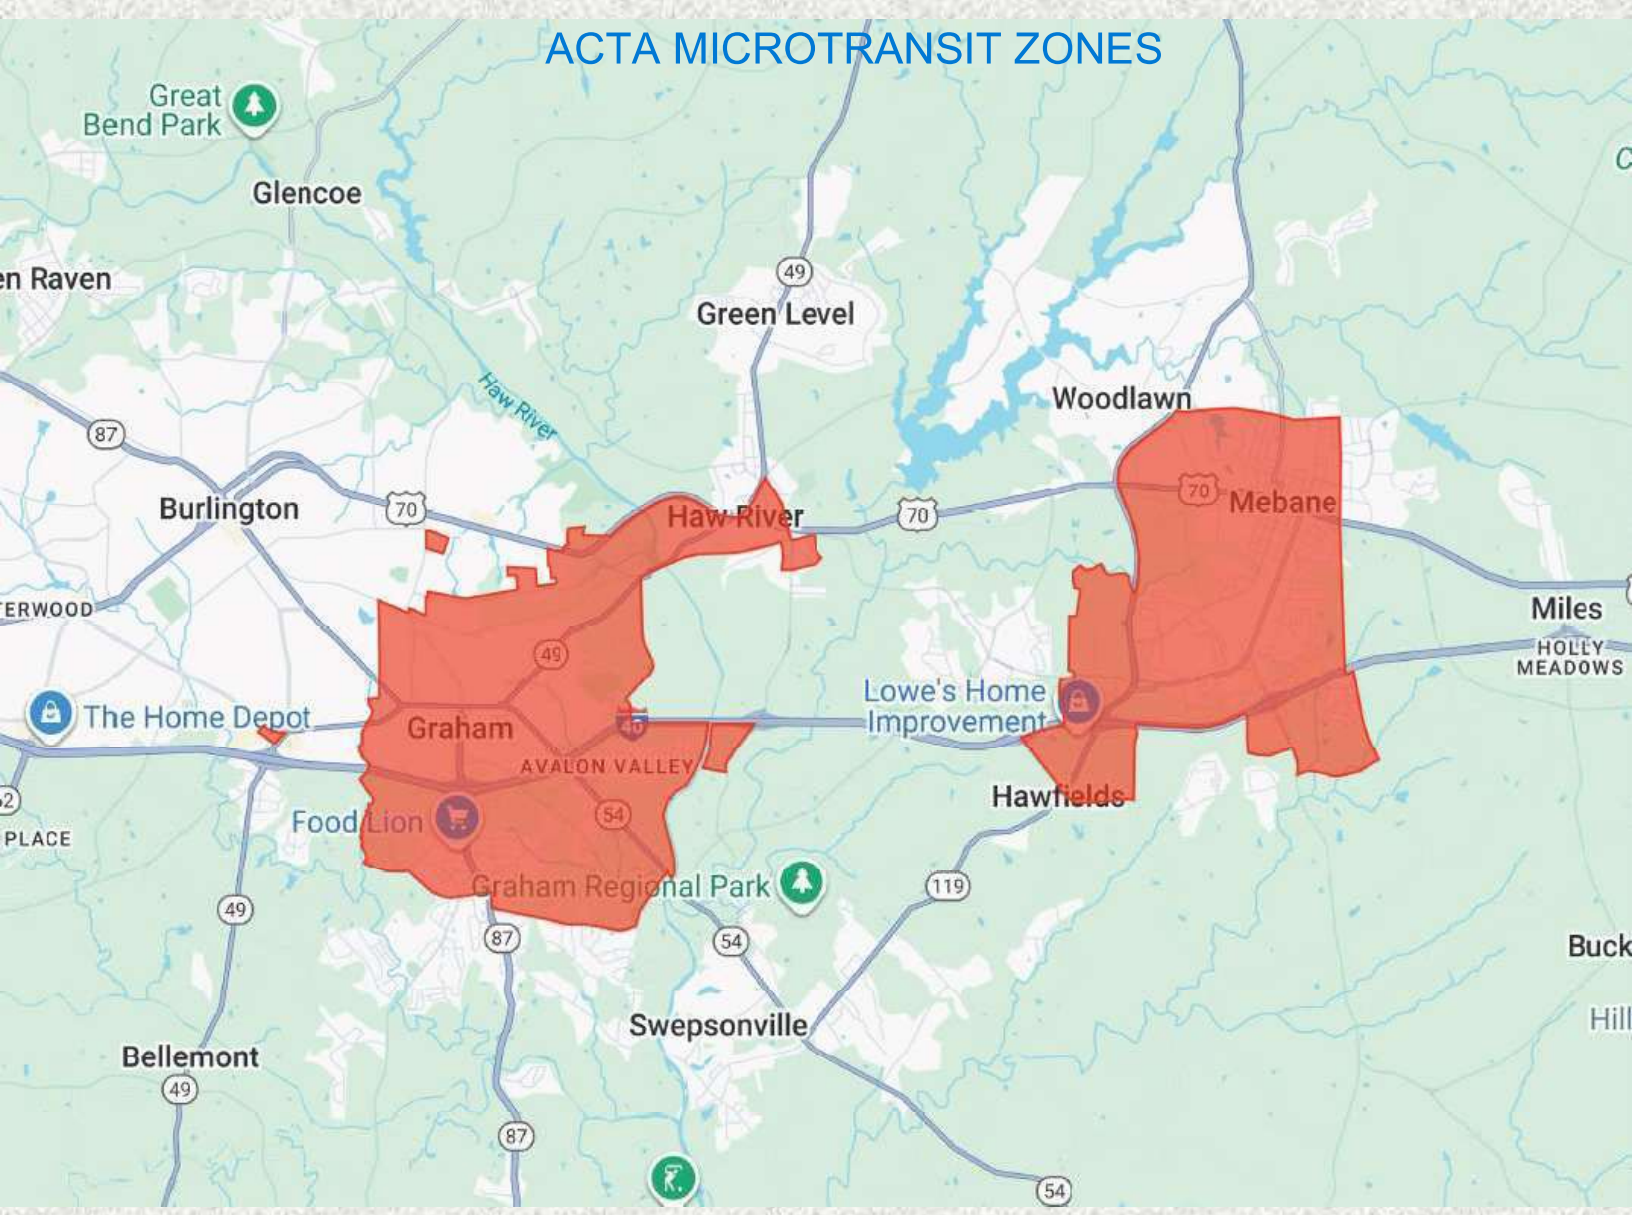 ACTA MICROTRANSIT ZONES
Great
Bend Park
Glencoe
en Raven
49
Green Level
Haw River
Woodlawn
87
Burlington
70
Haw River
70
70
Mebane
TERWOOD
Miles
HOLLY
MEADOWS
49
The Home Depot
Graham
40
Lowe's Home
Improvement
AVALON VALLEY
Hawfields
62
PLACE
Food Lion
54
Graham Regional Park
119
49
87
54
Buck
Swepsonville
Hill
Bellemont
49
87
54